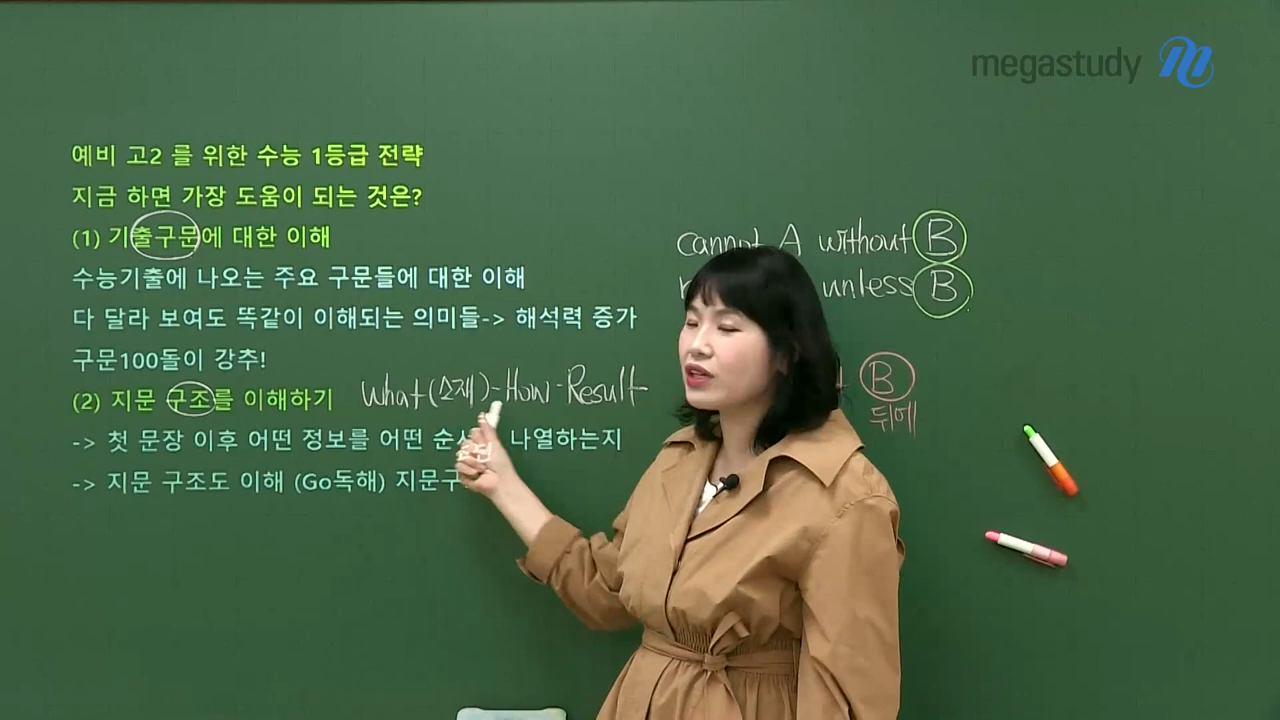 megastudy
예비 고2 를 위한 수능 1등급 전략
지금 하면 가장 도움이 되는 것은?
(1) 기출구문에 대한 이해
수능기출에 나오는 주요 구문들에 대한 이해
다 달라 보여도 똑같이 이해되는 의미들-> 해석력 증가
구문100돌이 강추!
(2) 지문 구조를 이해하기
What (소재)-How-Result
-> 첫 문장 이후 어떤 정보를 어떤 나열하는지
-> 지문 구조도 이해 (Go독해)
cannot A without B
unless B
B
뒤에